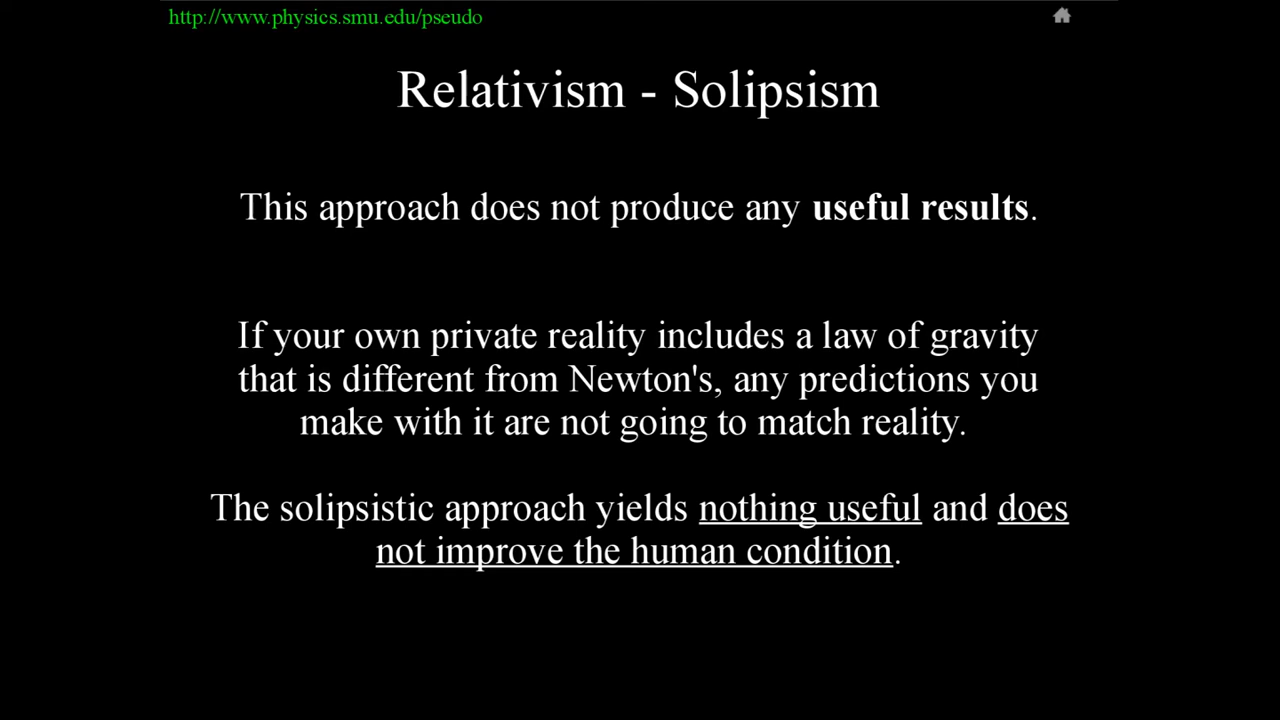 http://www.physics.smu.edu/pseudo
Relativism - Solipsism
This approach does not produce any useful results.
If your own private reality includes a law of gravity
that is different from Newton's, any predictions you
make with it are not going to match reality.
The solipsistic approach yields nothing useful and does
not improve the human condition.